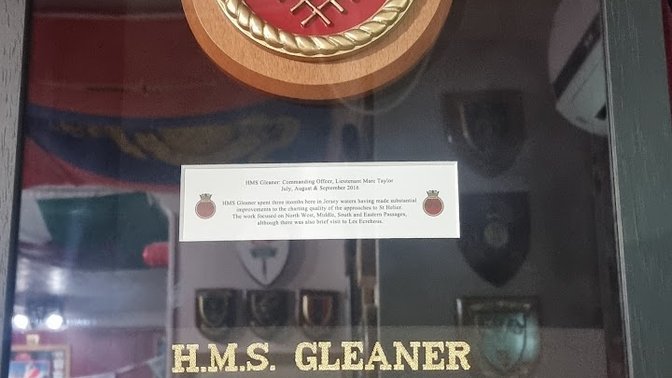 HMS Gleaner: Commanding Officer, Lieutenant Marc Taylor
July, August & September 2016
HMS Gleaner spent three months here in Jersey waters having made substantial
improvements to the charting quality of the approaches to St Helier.
The work focused on North West, Middle, South and Eastern Passages,
although there was also brief visit to Les Ecrehous.
H.M.S. GLEANER